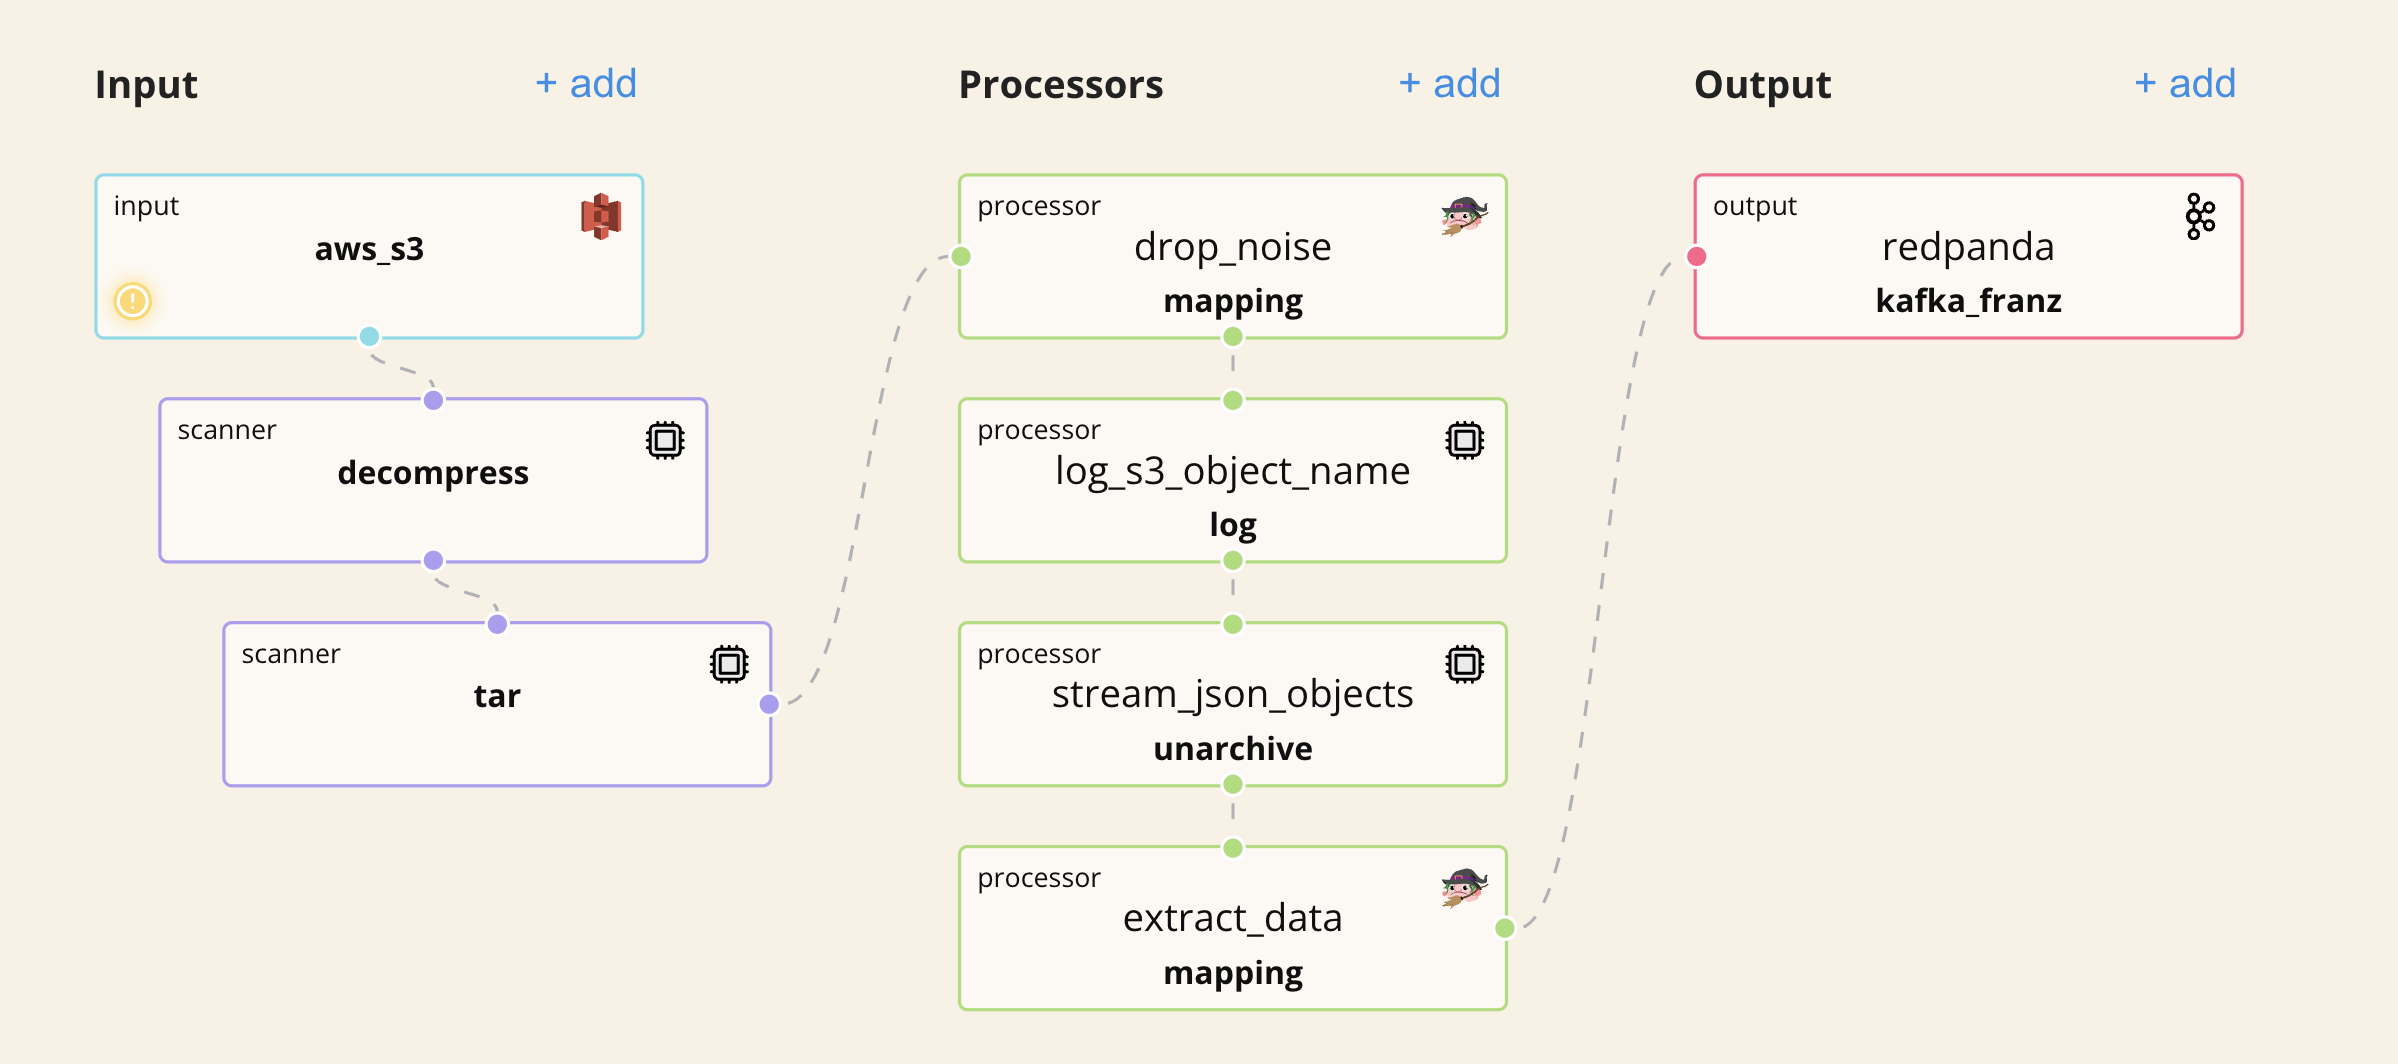 Input
+ add
input
aws_s3
scanner
decompress
scanner
tar
Processors
+ add
processor
drop_noise
mapping
processor
log_s3_object_name
log
processor
stream_json_objects
unarchive
processor
extract_data
mapping
Output
+ add
output
redpanda
kafka_franz